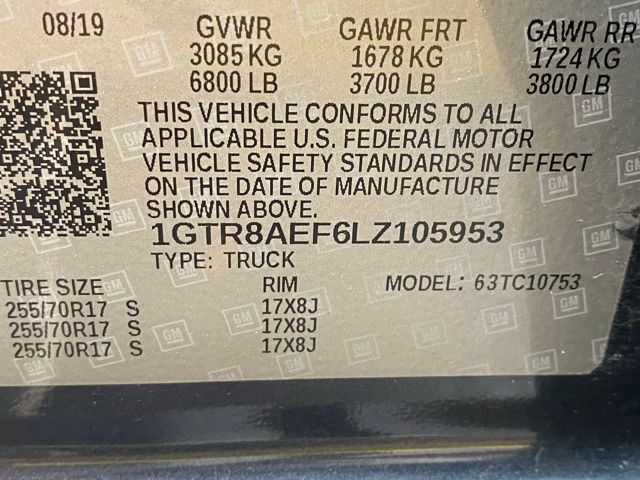 08/19 GVWR GAWR FRT GAWR RR
3085 KG 1678 KG 1724 KG
6800 LB 3700 LB 3800 LB
THIS VEHICLE CONFORMS TO ALL
APPLICABLE U.S. FEDERAL MOTOR
VEHICLE SAFETY STANDARDS IN EFFECT
ON THE DATE OF MANUFACTURE
SHOWN ABOVE.
1GTR8AEF6LZ105953
TYPE: TRUCK MODEL: 63TC10753
TIRE SIZE RIM
255/70R17 S 17X8J
255/70R17 S 17X8J
255/70R17 S 17X8J
GM